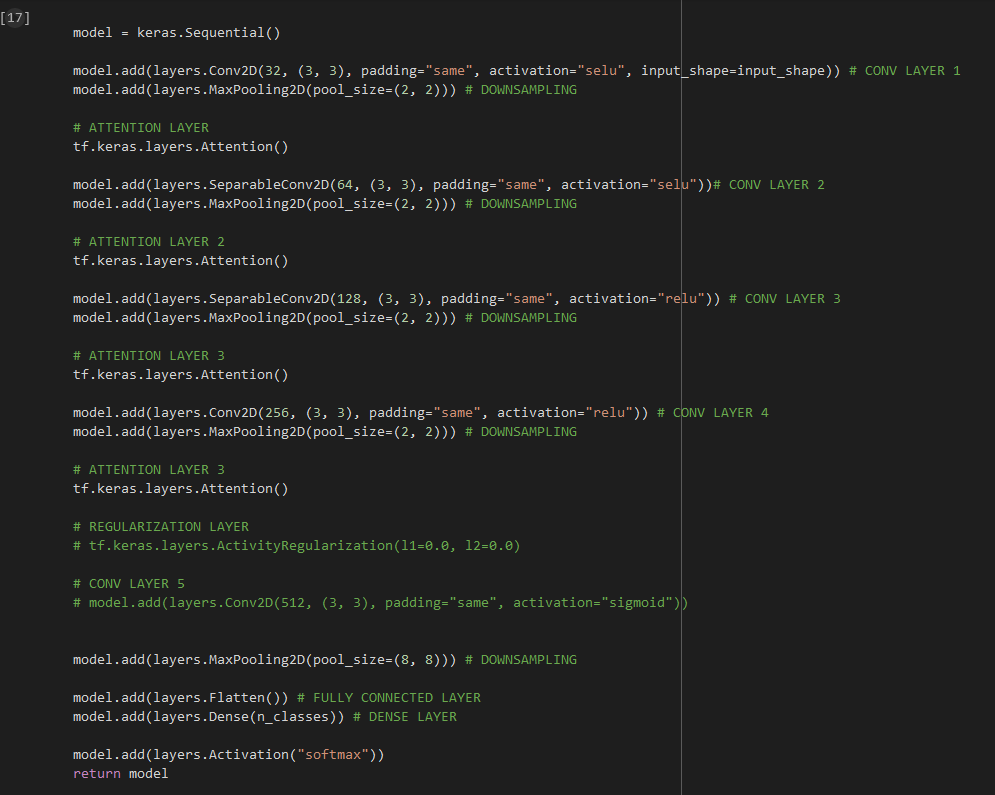 [17]
model = keras.Sequential()
model.add(layers.Conv2D(32, (3, 3), padding="same", activation="selu", input_shape=input_shape)) # CONV LAYER 1
model.add(layers.MaxPooling2D(pool_size=(2, 2))) # DOWNSAMPLING
# ATTENTION LAYER
tf.keras.layers.Attention()
model.add(layers.SeparableConv2D(64, (3, 3), padding="same", activation="selu"))# CONV LAYER 2
model.add(layers.MaxPooling2D(pool_size=(2, 2))) # DOWNSAMPLING
# ATTENTION LAYER 2
tf.keras.layers.Attention()
model.add(layers.SeparableConv2D(128, (3, 3), padding="same", activation="relu")) # CONV LAYER 3
model.add(layers.MaxPooling2D(pool_size=(2, 2))) # DOWNSAMPLING
# ATTENTION LAYER 3
tf.keras.layers.Attention()
model.add(layers.Conv2D(256, (3, 3), padding="same", activation="relu")) # CONV LAYER 4
model.add(layers.MaxPooling2D(pool_size=(2, 2))) # DOWNSAMPLING
# ATTENTION LAYER 3
tf.keras.layers.Attention()
# REGULARIZATION LAYER
# tf.keras.layers.ActivityRegularization(l1=0.0, l2=0.0)
# CONV LAYER 5
# model.add(layers.Conv2D(512, (3, 3), padding="same", activation="sigmoid"))
model.add(layers.MaxPooling2D(pool_size=(8, 8))) # DOWNSAMPLING
model.add(layers.Flatten()) # FULLY CONNECTED LAYER
model.add(layers.Dense(n_classes)) # DENSE LAYER
model.add(layers.Activation("softmax"))
return model